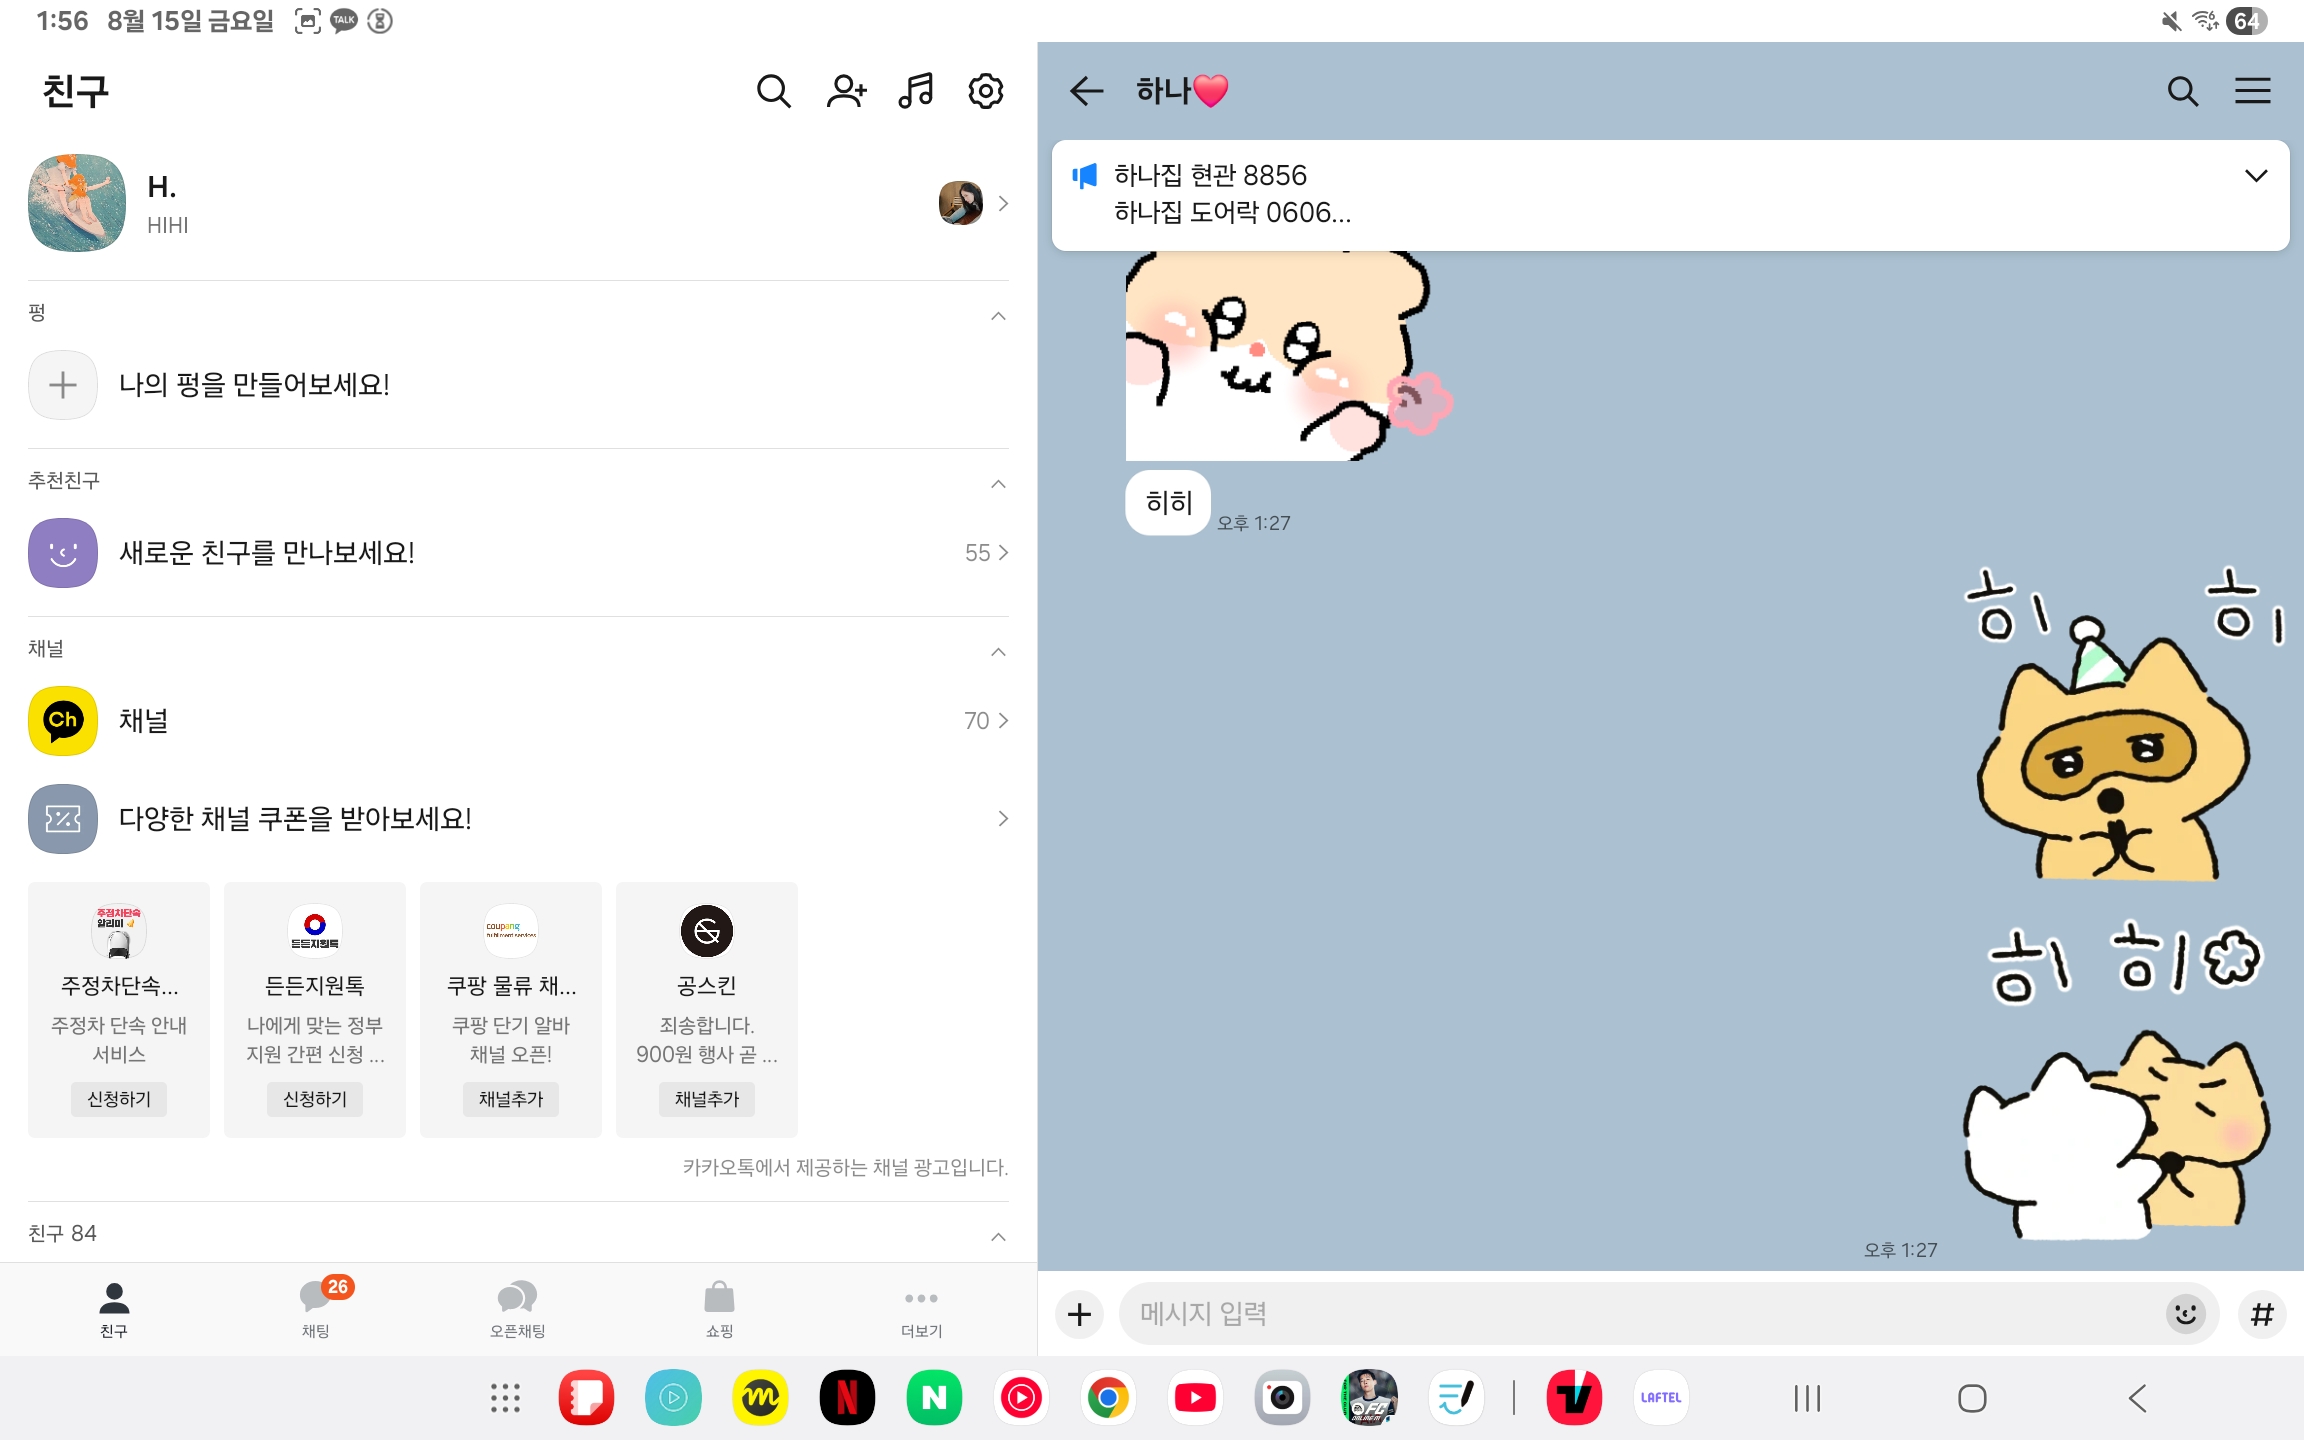 1:56 8월 15일 금요일
TALK
6
64
친구
H.
HIHI
펑
나의 펑을 만들어보세요!
추천친구
새로운 친구를 만나보세요!
55
채널
Ch
채널
70
다양한 채널 쿠폰을 받아보세요!
주정차단속
알리미
주정차단속...
주정차 단속 안내
서비스
신청하기
든든지원톡
든든지원톡
나에게 맞는 정부
지원 간편 신청 ...
신청하기
coupang
fulfillment services
쿠팡 물류 채...
쿠팡 단기 알바
채널 오픈!
채널추가
공스킨
죄송합니다.
900원 행사 곧 ...
채널추가
카카오톡에서 제공하는 채널 광고입니다.
친구 84
친구
26
채팅
오픈채팅
쇼핑
더보기
하나❤️
하나집 현관 8856
하나집 도어락 0606...
히히
오후 1:27
히 히
히 히
오후 1:27
메시지 입력
#
m
N
N
FC
ONLINE M
LAFTEL